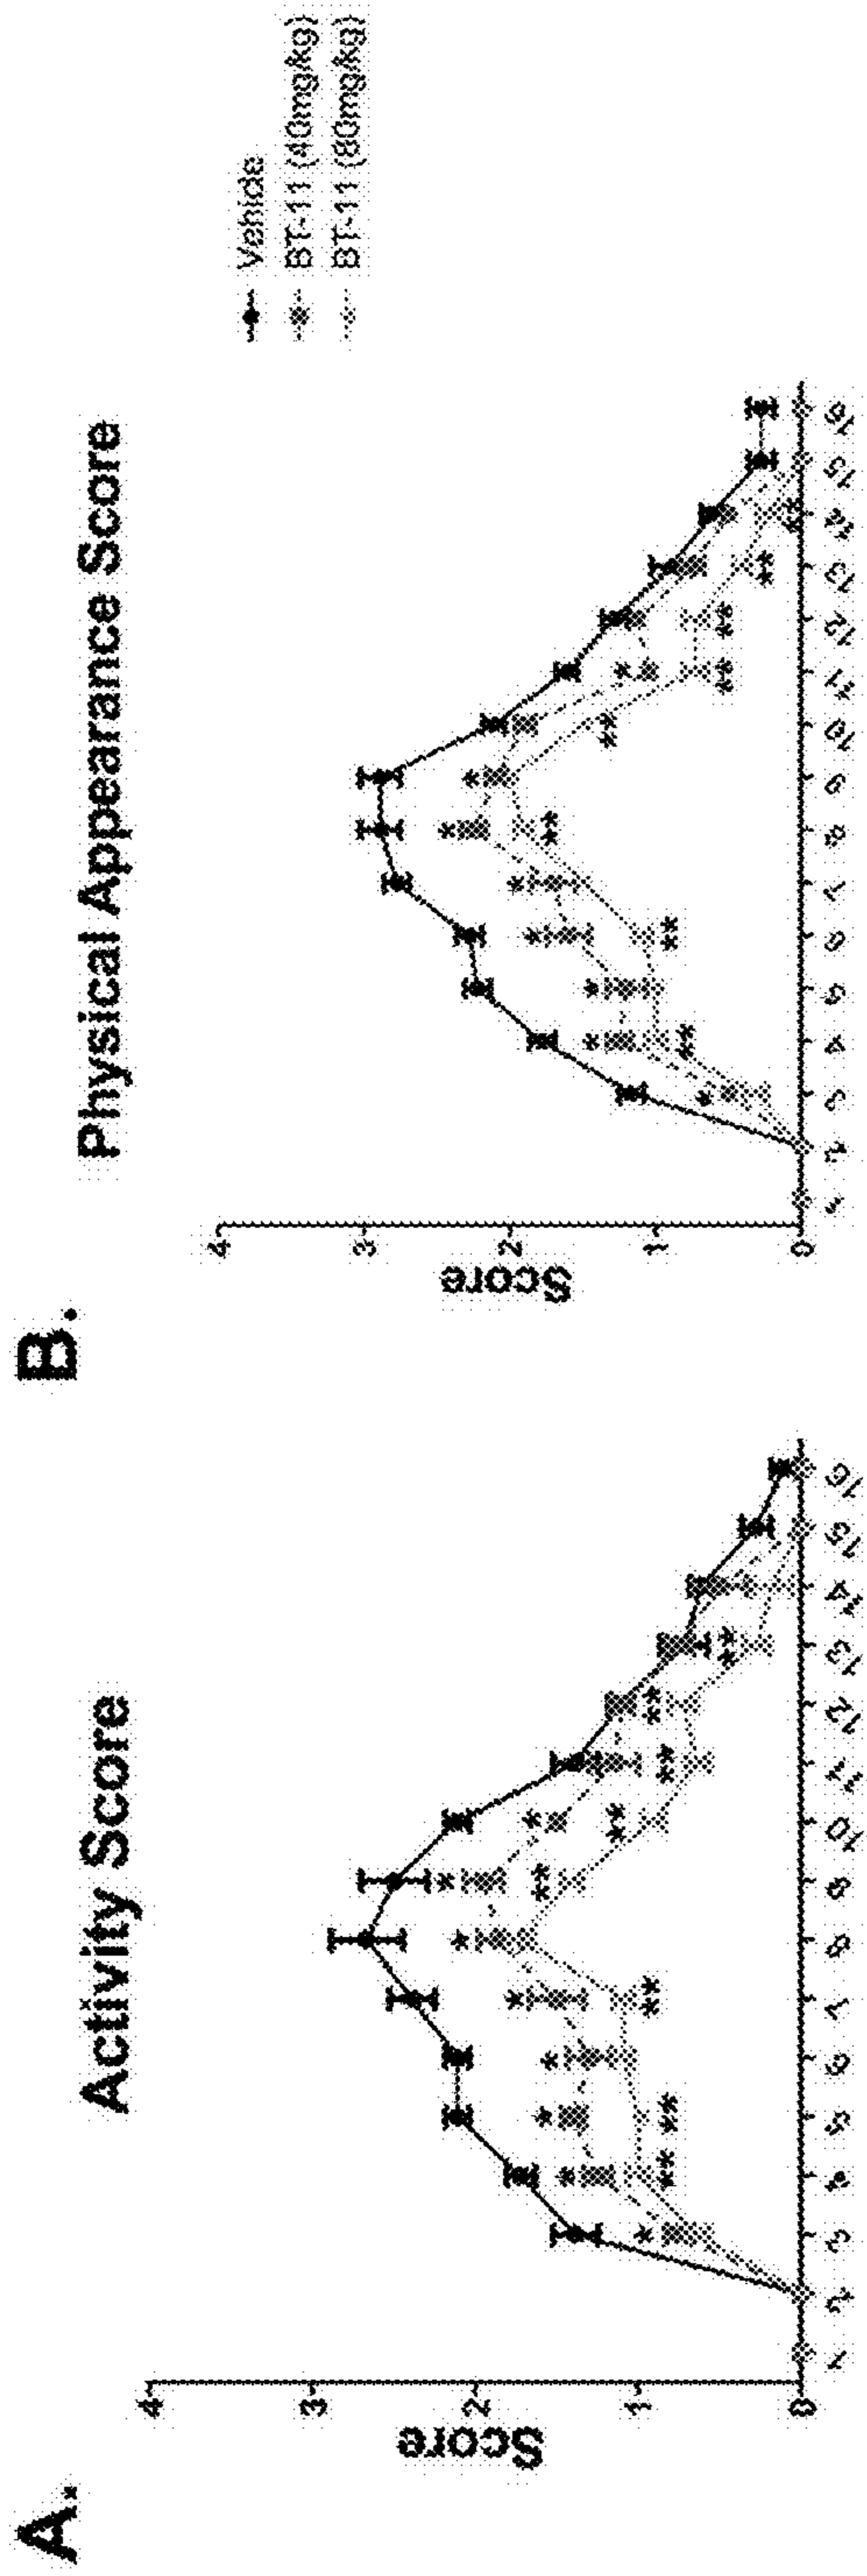 A.
Activity Score
Score
4
3
2
1
0
1 2 3 4 5 6 7 8 9 10 11 12 13 14 15 16
* * * * * * * * *
** ** ** ** ** ** ** **
B.
Physical Appearance Score
Score
4
3
2
1
0
1 2 3 4 5 6 7 8 9 10 11 12 13 14 15 16
* * * * * * * *
** ** ** ** ** ** ** **
Vehicle
BT-11 (40mg/kg)
BT-11 (80mg/kg)